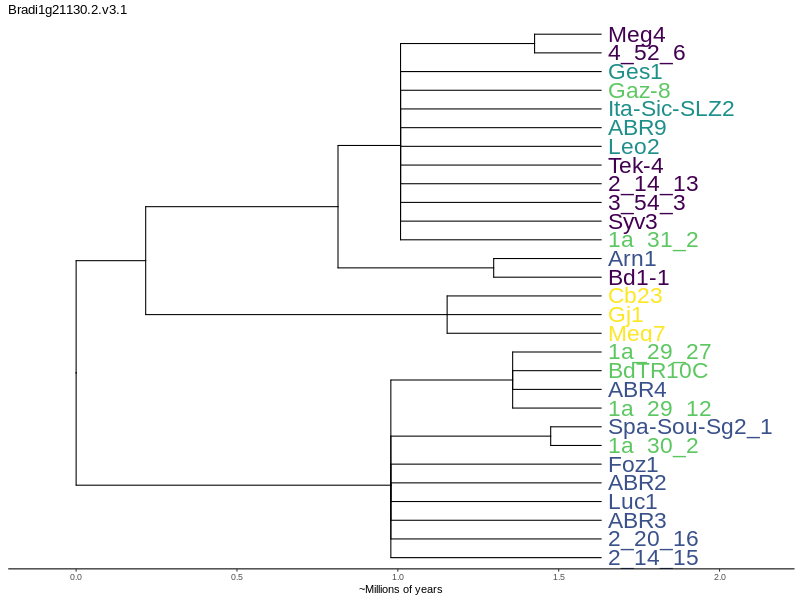 Bradi1g21130.2.v3.1
Meg4
4_52_6
Ges1
Gaz-8
Ita-Sic-SLZ2
ABR9
Leo2
Tek-4
2_14_13
3_54_3
Syv3
1a_31_2
Arn1
Bd1-1
Cb23
Gj1
Meg7
1a_29_27
BdTR10C
ABR4
1a_29_12
Spa-Sou-Sg2_1
1a_30_2
Foz1
ABR2
Luc1
ABR3
2_20_16
2_14_15
0.0 0.5 1.0 1.5 2.0
~Millions of years